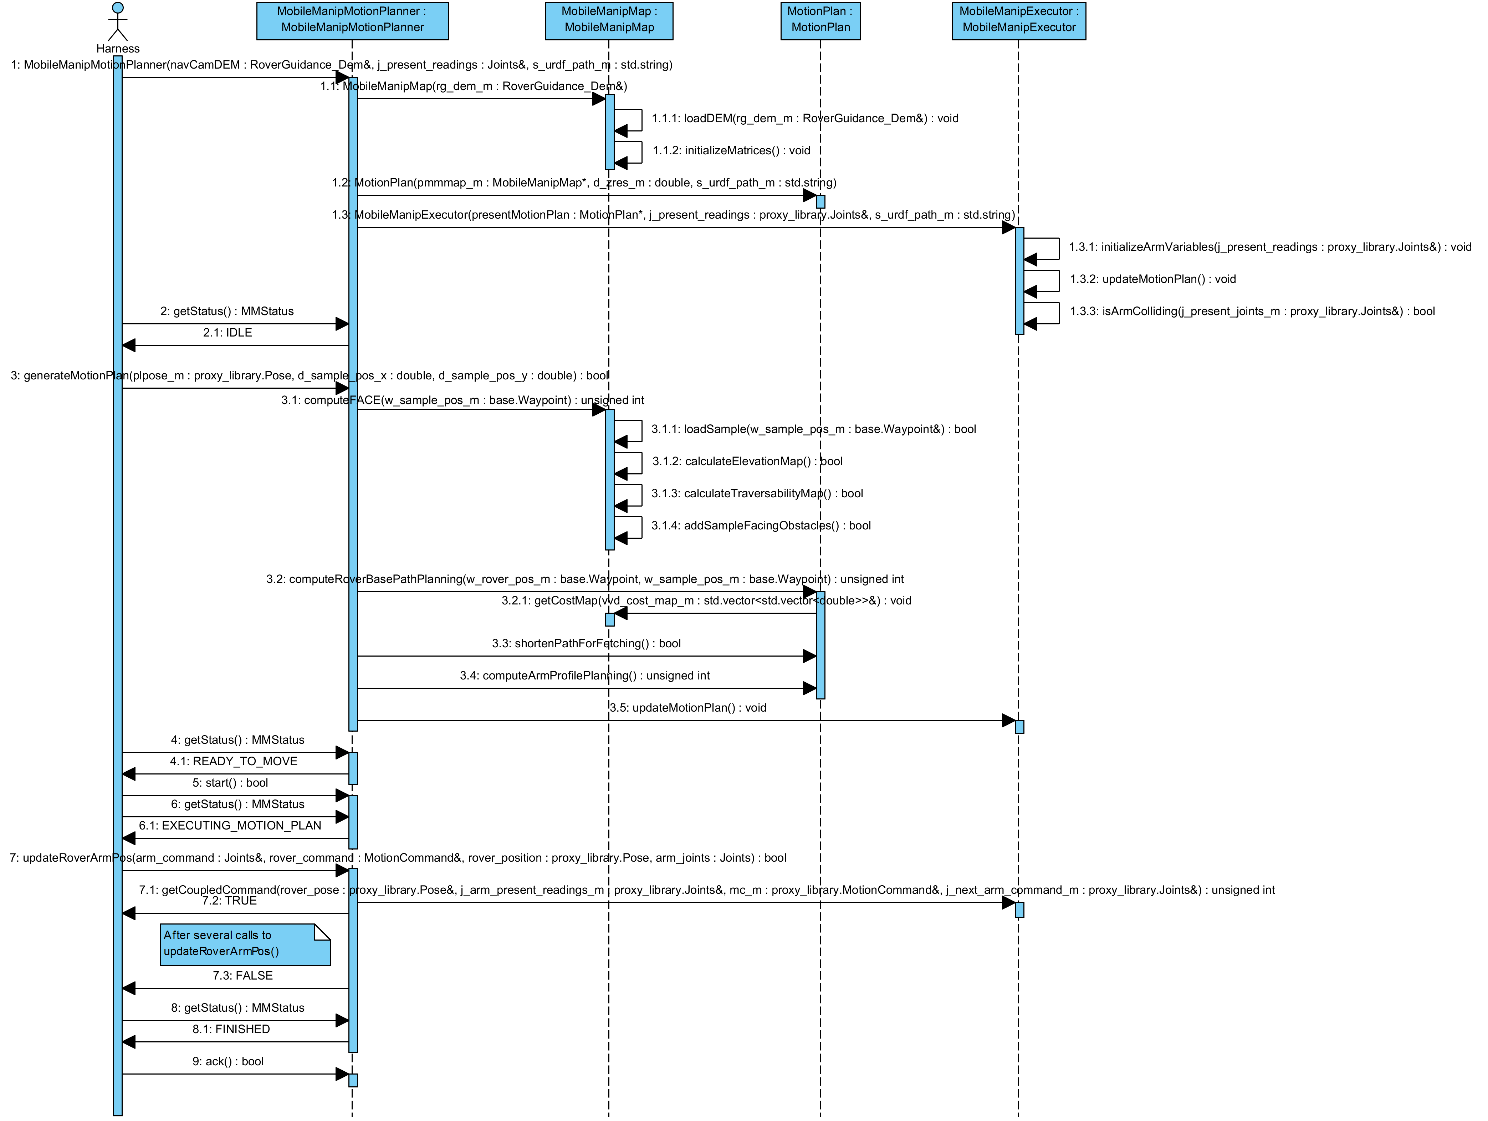 MobileManipMotionPlanner :
MobileManipMotionPlanner
MobileManipMap :
MobileManipMap
MotionPlan :
MotionPlan
MobileManipExecutor :
MobileManipExecutor
Harness
1: MobileManipMotionPlanner(navCamDEM : RoverGuidance_Dem&, j_present_readings : Joints&, s_urdf_path_m : std.string)
1.1: MobileManipMap(rg_dem_m : RoverGuidance_Dem&)
1.1.1: loadDEM(rg_dem_m : RoverGuidance_Dem&) : void
1.1.2: initializeMatrices() : void
1.2: MotionPlan(pmmmap_m : MobileManipMap*, d_zres_m : double, s_urdf_path_m : std.string)
1.3: MobileManipExecutor(presentMotionPlan : MotionPlan*, j_present_readings : proxy_library.Joints&, s_urdf_path_m : std.string)
1.3.1: initializeArmVariables(j_present_readings : proxy_library.Joints&) : void
1.3.2: updateMotionPlan() : void
1.3.3: isArmColliding(j_present_joints_m : proxy_library.Joints&) : bool
2: getStatus() : MMStatus
2.1: IDLE
3: generateMotionPlan(plpose_m : proxy_library.Pose, d_sample_pos_x : double, d_sample_pos_y : double) : bool
3.1: computeFACE(w_sample_pos_m : base.Waypoint) : unsigned int
3.1.1: loadSample(w_sample_pos_m : base.Waypoint&) : bool
3.1.2: calculateElevationMap() : bool
3.1.3: calculateTraversabilityMap() : bool
3.1.4: addSampleFacingObstacles() : bool
3.2: computeRoverBasePathPlanning(w_rover_pos_m : base.Waypoint, w_sample_pos_m : base.Waypoint) : unsigned int
3.2.1: getCostMap(vvd_cost_map_m : std.vector<std.vector<double>>&) : void
3.3: shortenPathForFetching() : bool
3.4: computeArmProfilePlanning() : unsigned int
3.5: updateMotionPlan() : void
4: getStatus() : MMStatus
4.1: READY_TO_MOVE
5: start() : bool
6: getStatus() : MMStatus
6.1: EXECUTING_MOTION_PLAN
7: updateRoverArmPos(arm_command : Joints&, rover_command : MotionCommand&, rover_position : proxy_library.Pose, arm_joints : Joints) : bool
7.1: getCoupledCommand(rover_pose : proxy_library.Pose&, j_arm_present_readings_m : proxy_library.Joints&, mc_m : proxy_library.MotionCommand&, j_next_arm_command_m : proxy_library.Joints&) : unsigned int
7.2: TRUE
After several calls to
updateRoverArmPos()
7.3: FALSE
8: getStatus() : MMStatus
8.1: FINISHED
9: ack() : bool